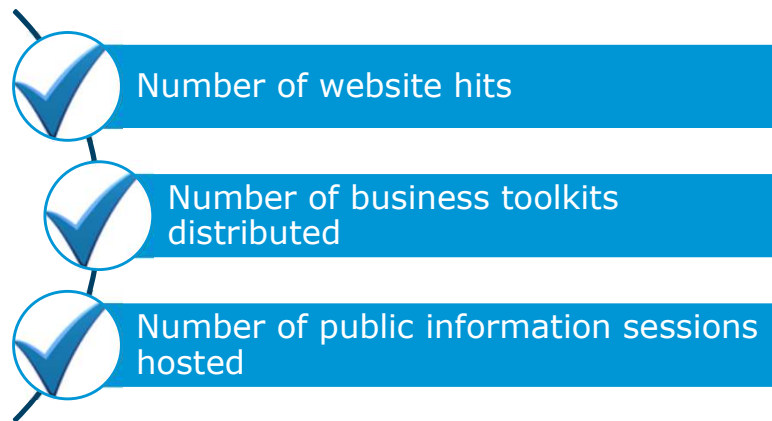 Number of website hits
Number of business toolkits
distributed
Number of public information sessions
hosted